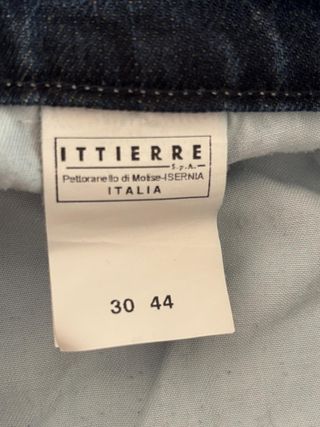 ITTIERRE
S.p.A.
Pettoranello di Molise-ISERNIA
ITALIA
30 44